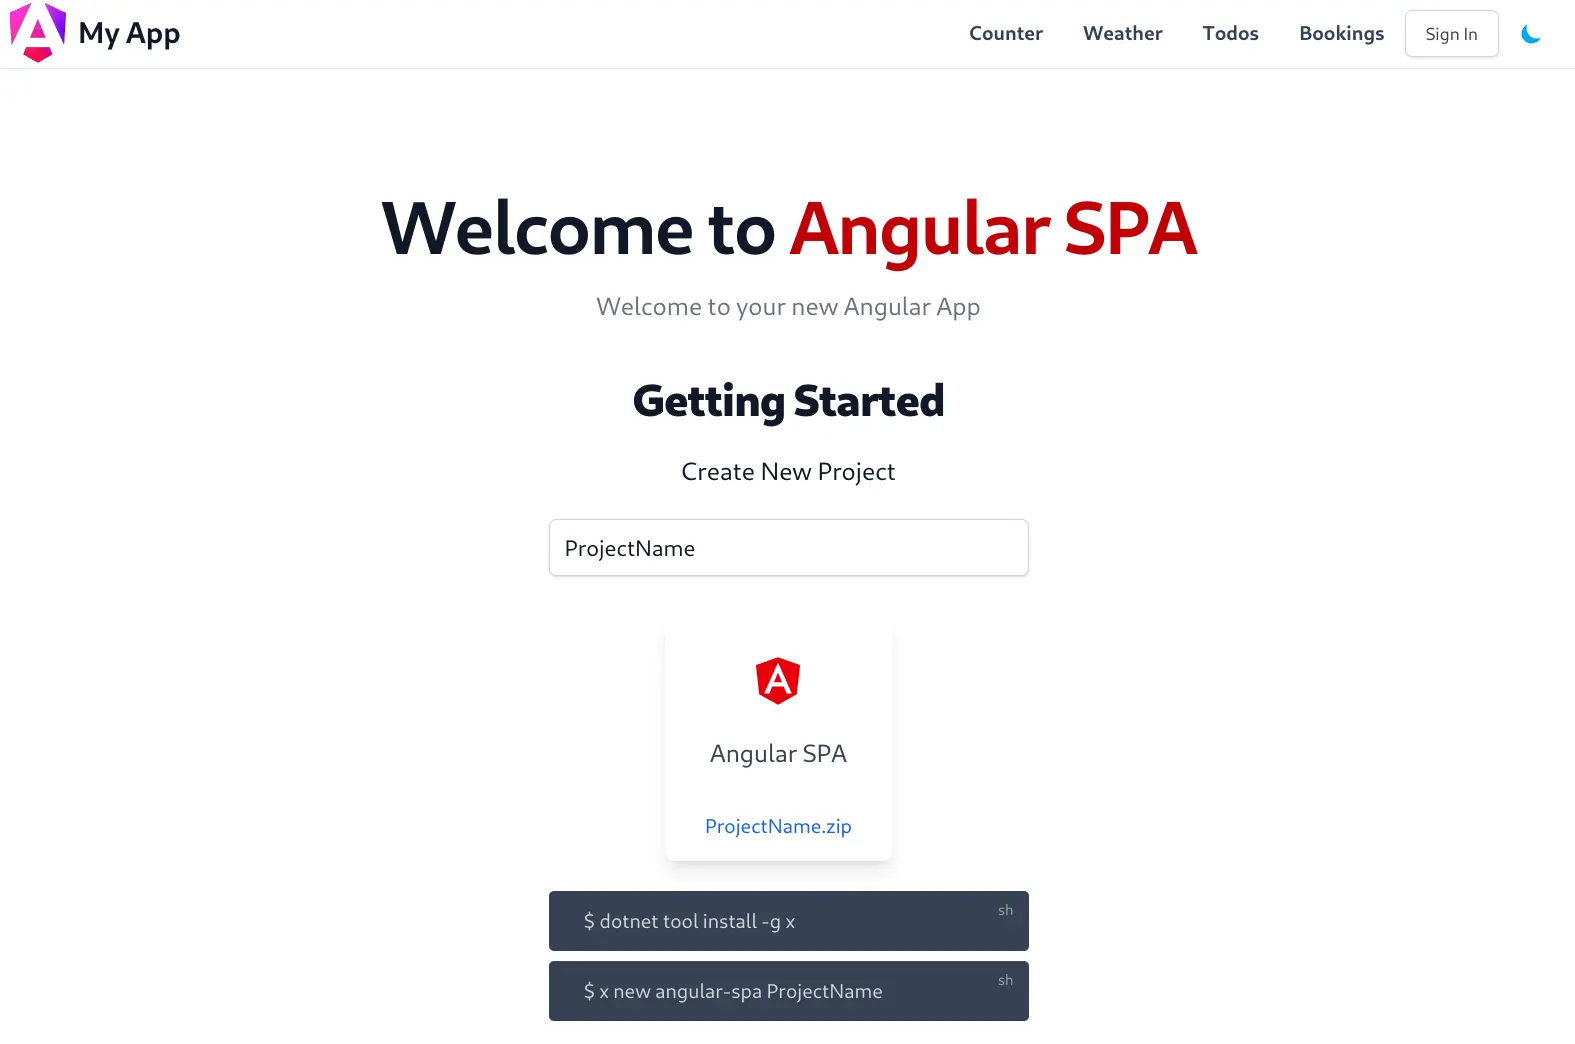 My App
Counter
Weather
Todos
Bookings
Sign In
Welcome to Angular SPA
Welcome to your new Angular App
Getting Started
Create New Project
ProjectName
Angular SPA
ProjectName.zip
$ dotnet tool install -g x
sh
$ x new angular-spa ProjectName
sh